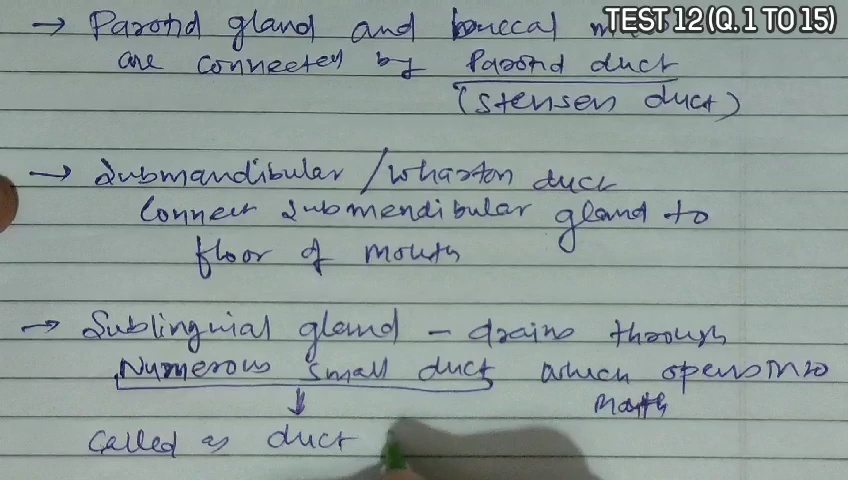 TEST 12 (Q. 1 TO 15)
→ Parotid gland and buccal
are connected by Parotid duct
(Stensen duct)
→ Submandibular / Wharton duct
Connect Submendibular gland to
floor of mouth
→ Sublingual gland - drains through
Numerous small duct which opens into
mouth
↓
Called as duct